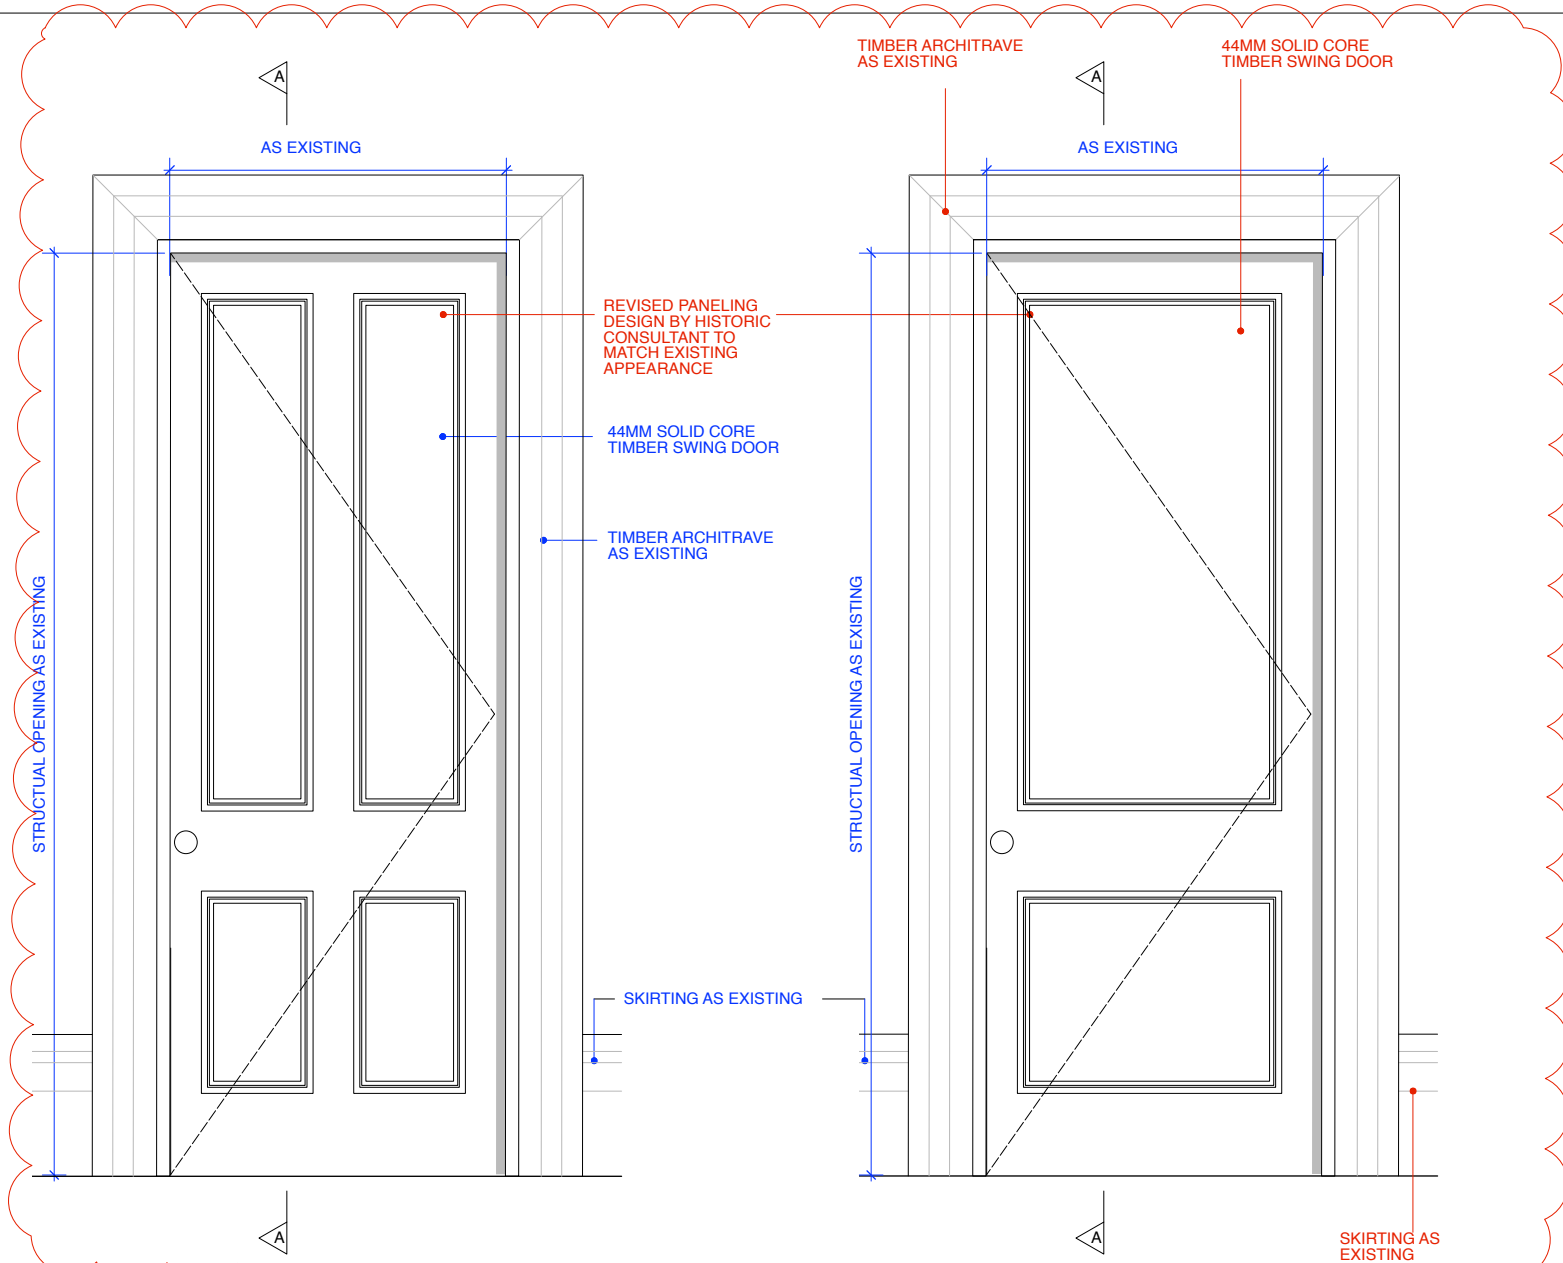 TIMBER ARCHITRAVE
AS EXISTING
44MM SOLID CORE
TIMBER SWING DOOR
A
A
AS EXISTING
AS EXISTING
REVISED PANELING
DESIGN BY HISTORIC
CONSULTANT TO
MATCH EXISTING
APPEARANCE
44MM SOLID CORE
TIMBER SWING DOOR
TIMBER ARCHITRAVE
AS EXISTING
STRUCTUAL OPENING AS EXISTING
STRUCTUAL OPENING AS EXISTING
SKIRTING AS EXISTING
A
A
SKIRTING AS
EXISTING